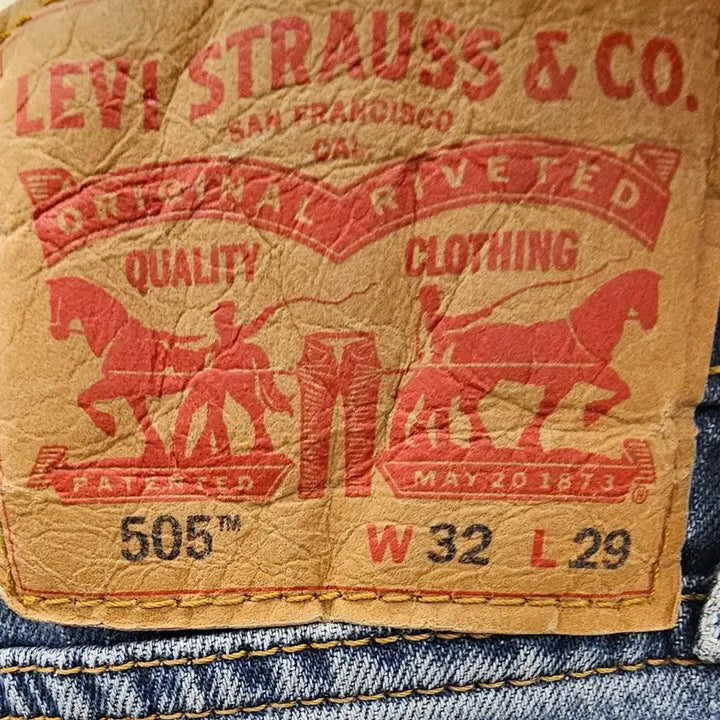 LEVI STRAUSS & CO.
SAN FRANCISCO
CAL.
ORIGINAL RIVETED
QUALITY CLOTHING
PATENTED MAY 20 1873 ®
505™ W 32 L 29